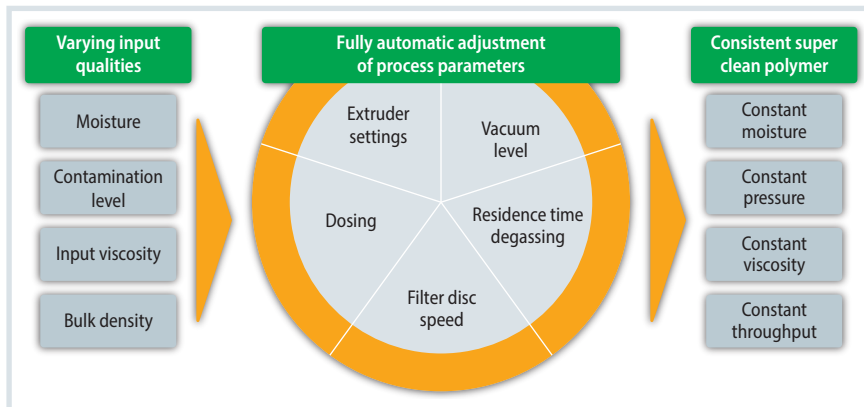 Varying input
qualities
Moisture
Contamination
level
Input viscosity
Bulk density
Fully automatic adjustment
of process parameters
Extruder
settings
Vacuum
level
Dosing
Residence time
degassing
Filter disc
speed
Consistent super
clean polymer
Constant
moisture
Constant
pressure
Constant
viscosity
Constant
throughput